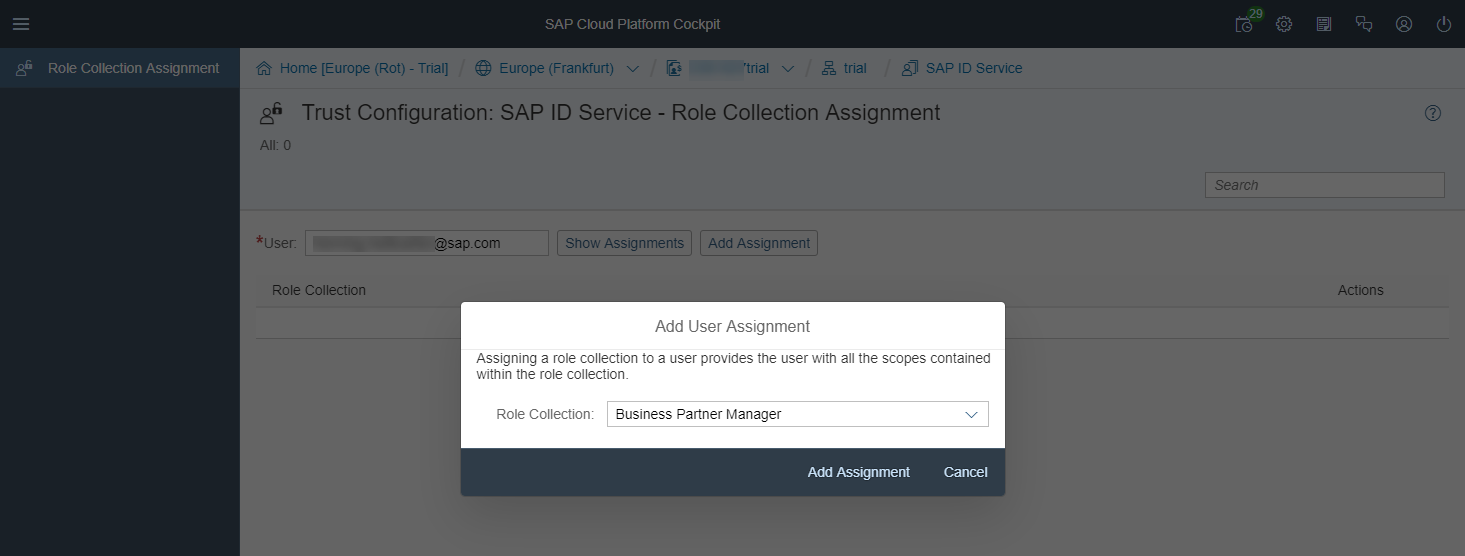 SAP Cloud Platform Cockpit
29
Role Collection Assignment
Home [Europe (Rot) - Trial] / Europe (Frankfurt) / trial / trial / SAP ID Service
Trust Configuration: SAP ID Service - Role Collection Assignment
All: 0
Search
*User: @sap.com Show Assignments Add Assignment
Role Collection Actions
Add User Assignment
Assigning a role collection to a user provides the user with all the scopes contained
within the role collection.
Role Collection: Business Partner Manager
Add Assignment Cancel